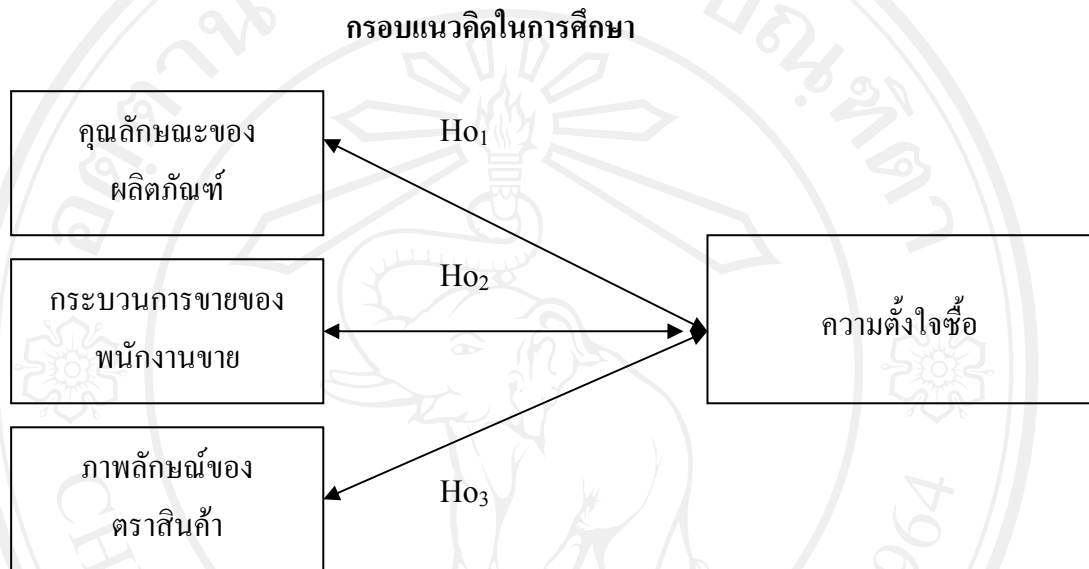 กรอบแนวคิดในการศึกษา
คุณลักษณะของ
ผลิตภัณฑ์
Ho₁
กระบวนการขายของ
พนักงานขาย
Ho₂
ความตั้งใจซื้อ
ภาพลักษณ์ของ
ตราสินค้า
Ho₃
964